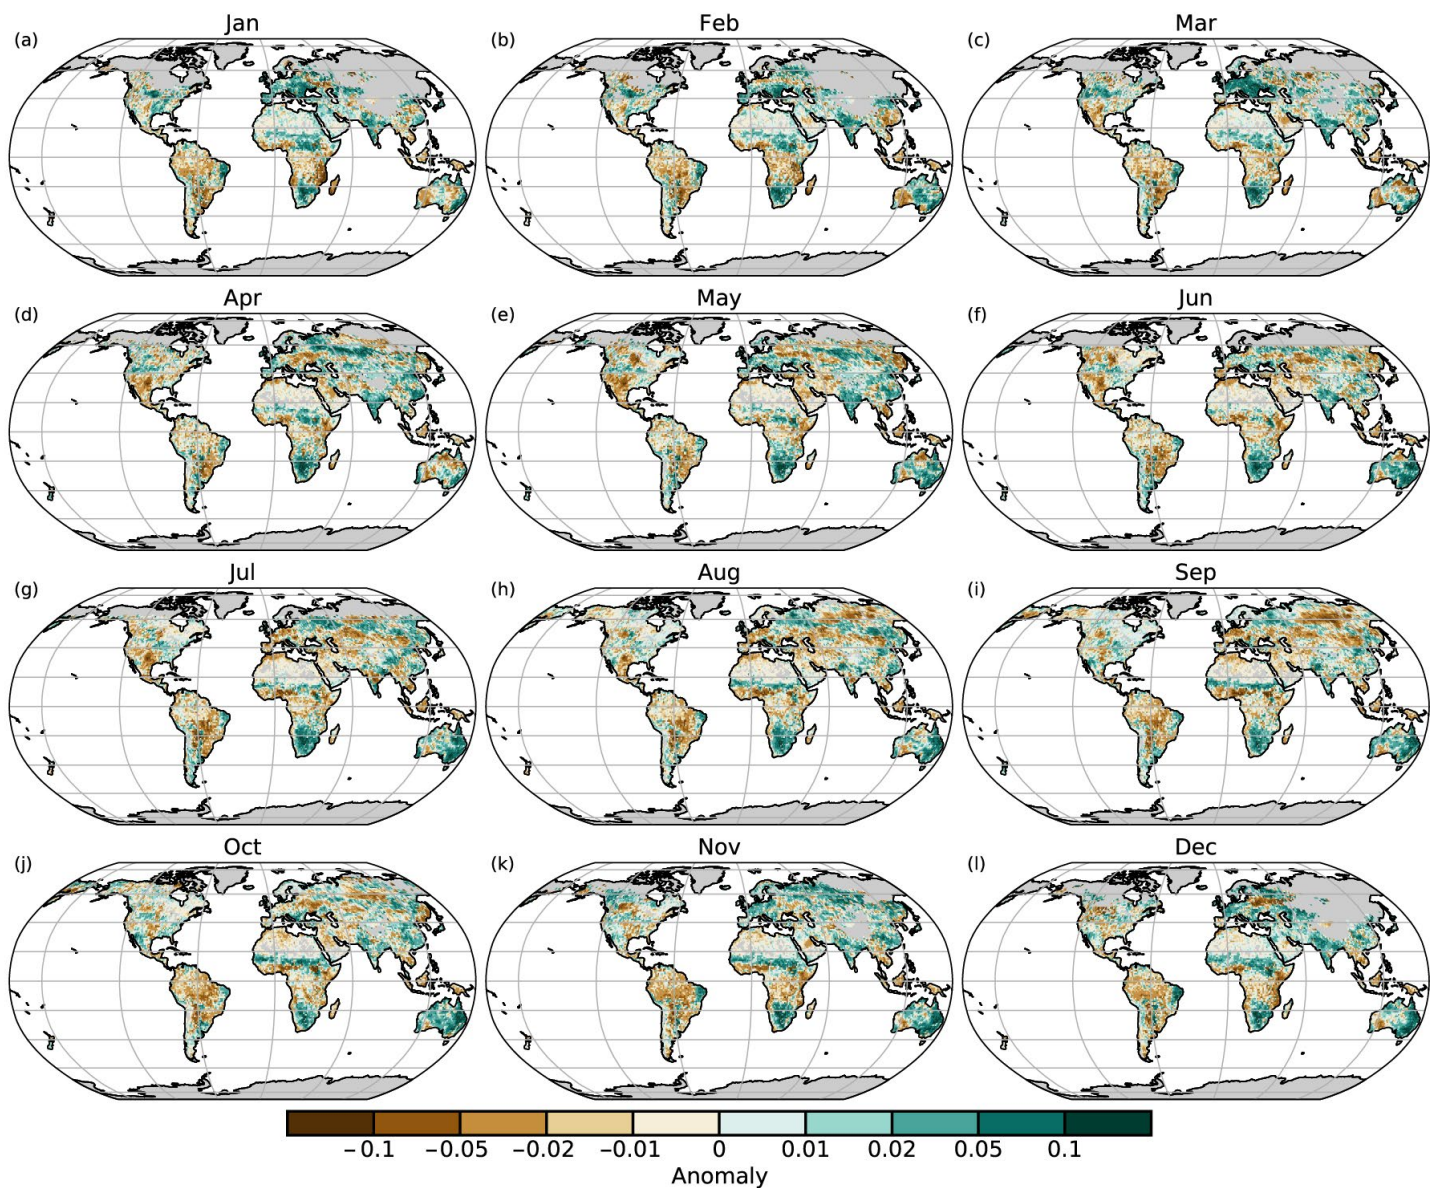 Jan Feb Mar
(a) (b) (c)
Apr May Jun
(d) (e) (f)
Jul Aug Sep
(g) (h) (i)
Oct Nov Dec
(j) (k) (l)
−0.1 −0.05 −0.02 −0.01 0 0.01 0.02 0.05 0.1
Anomaly